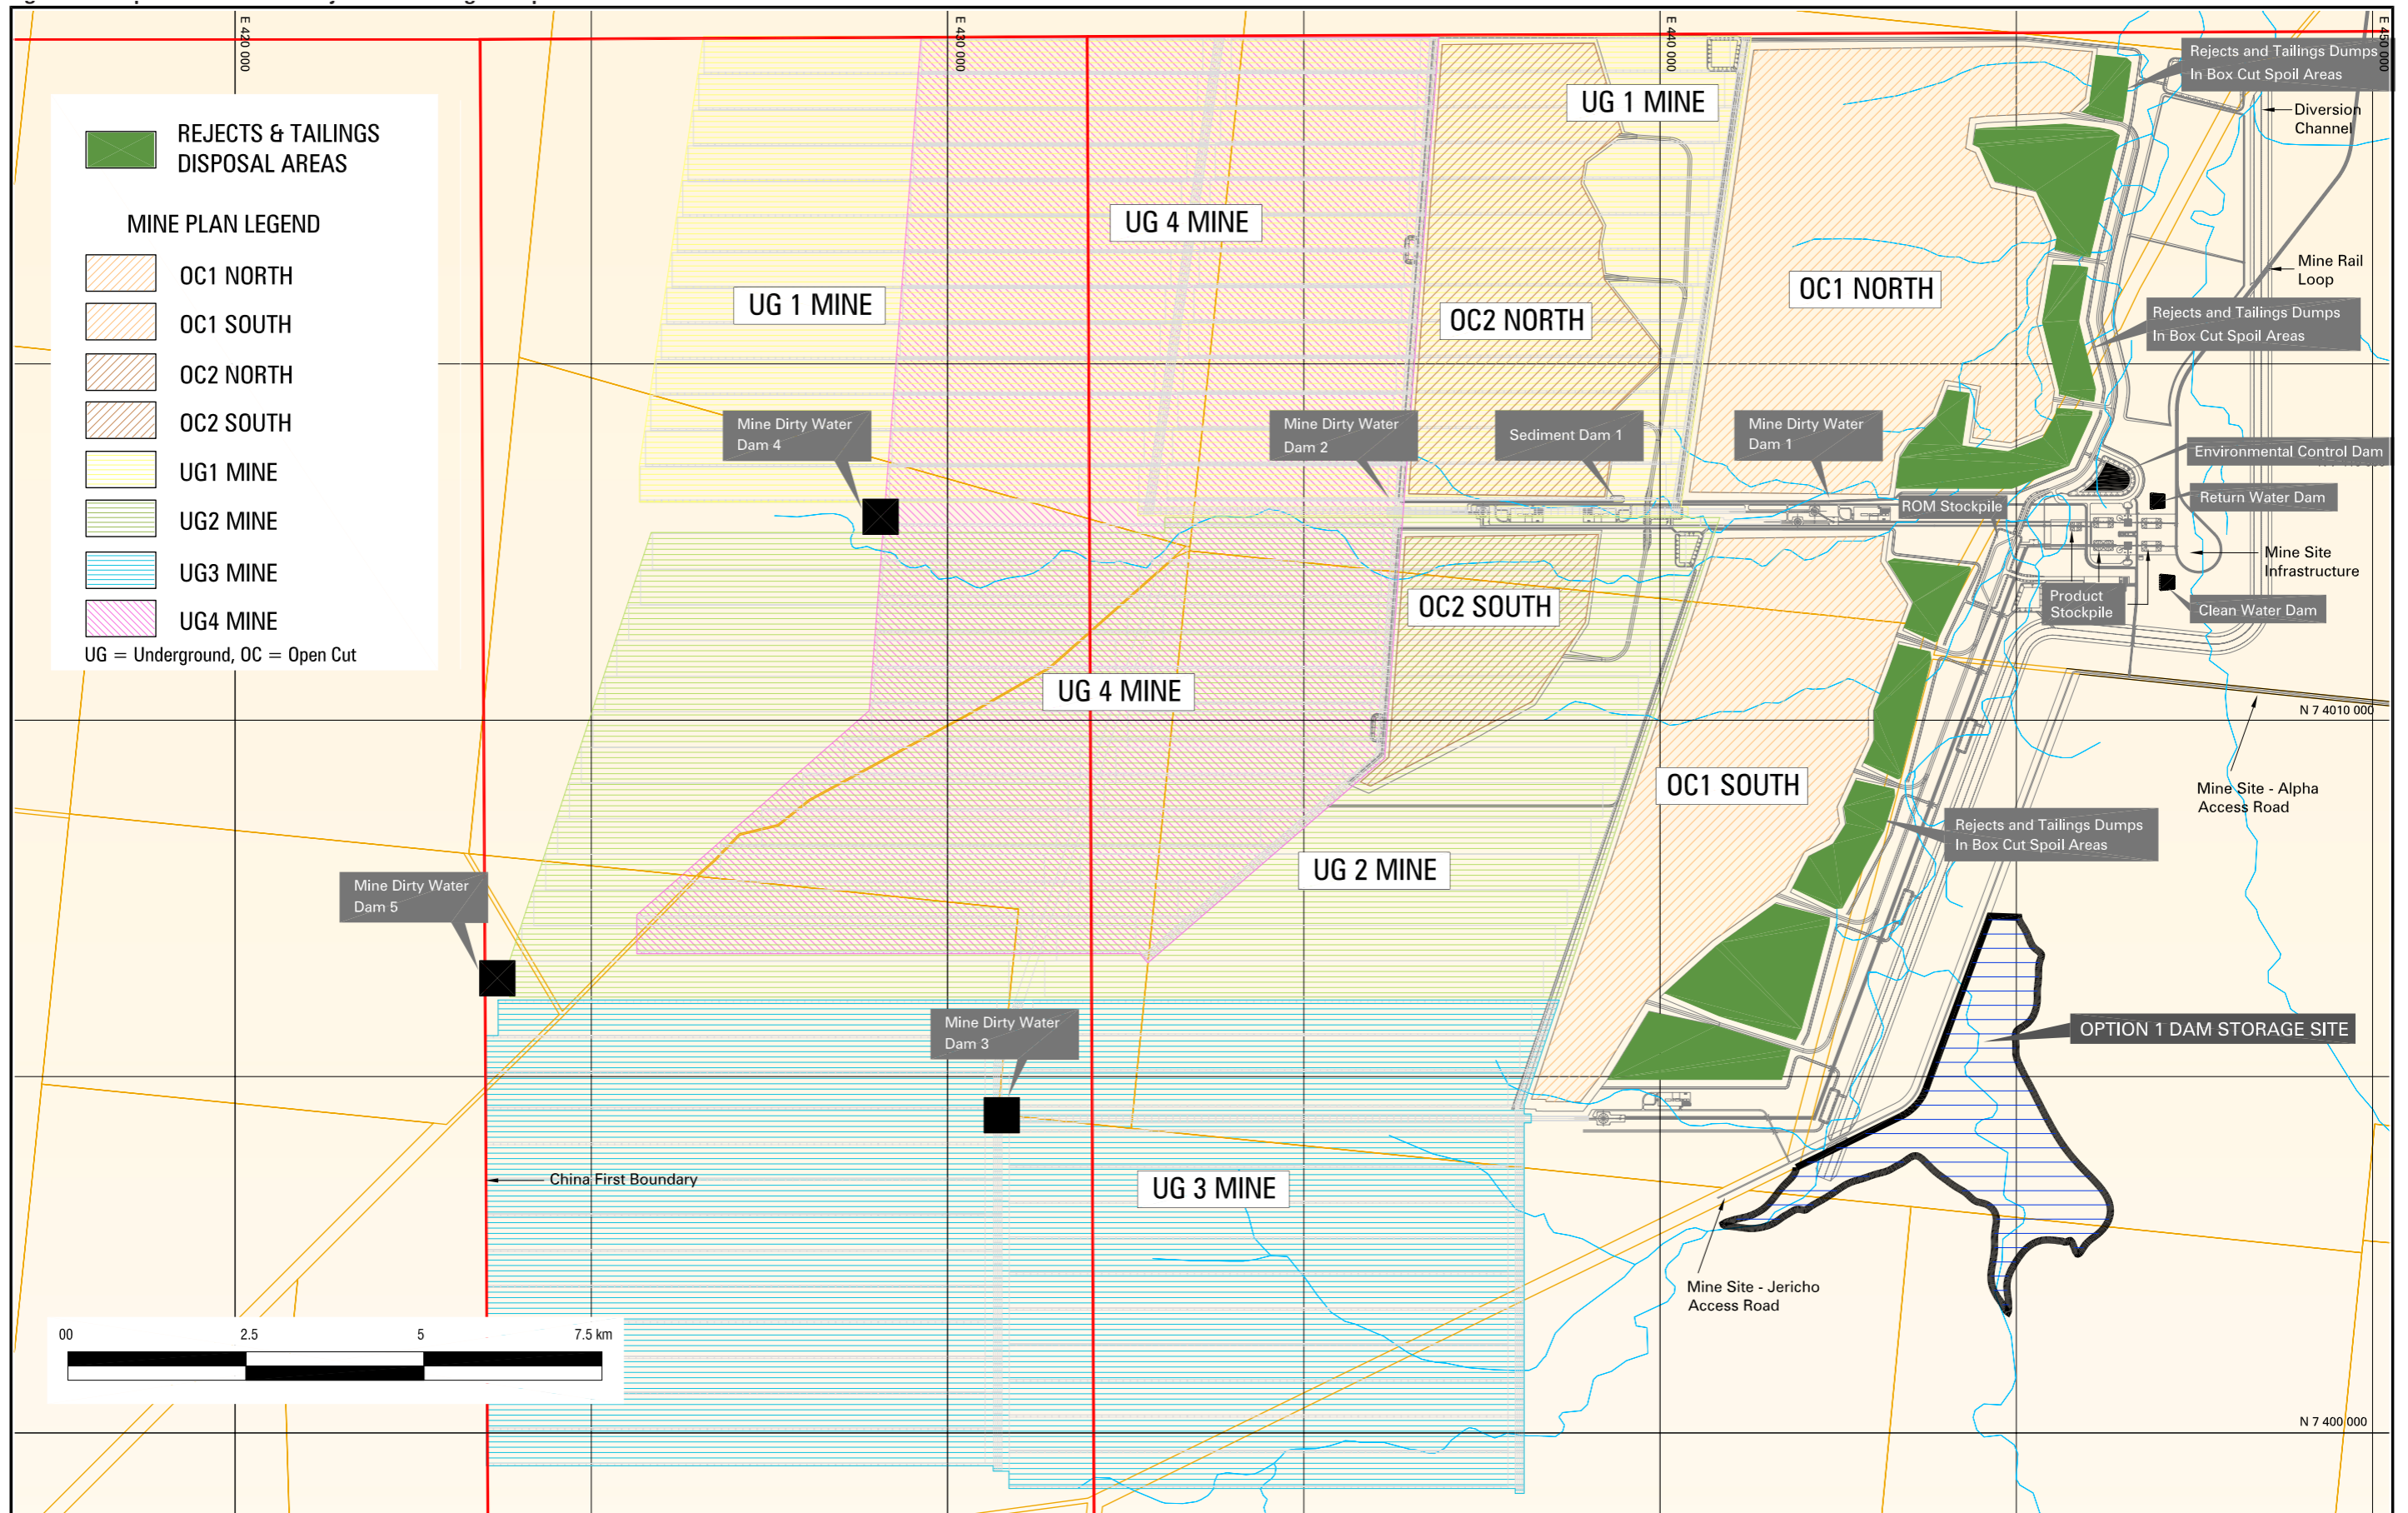 E 420 000
E 430 000
E 440 000
E 450 000
REJECTS & TAILINGS
DISPOSAL AREAS
MINE PLAN LEGEND
OC1 NORTH
OC1 SOUTH
OC2 NORTH
OC2 SOUTH
UG1 MINE
UG2 MINE
UG3 MINE
UG4 MINE
UG = Underground, OC = Open Cut
Rejects and Tailings Dumps
In Box Cut Spoil Areas
Diversion
Channel
UG 1 MINE
UG 4 MINE
Mine Rail
Loop
OC1 NORTH
UG 1 MINE
OC2 NORTH
Rejects and Tailings Dumps
In Box Cut Spoil Areas
Mine Dirty Water
Dam 4
Mine Dirty Water
Dam 2
Sediment Dam 1
Mine Dirty Water
Dam 1
Environmental Control Dam
Return Water Dam
ROM Stockpile
Mine Site
Infrastructure
Product
Stockpile
Clean Water Dam
OC2 SOUTH
UG 4 MINE
N 7 4010 000
OC1 SOUTH
Mine Site - Alpha
Access Road
Rejects and Tailings Dumps
In Box Cut Spoil Areas
UG 2 MINE
Mine Dirty Water
Dam 5
Mine Dirty Water
Dam 3
OPTION 1 DAM STORAGE SITE
China First Boundary
UG 3 MINE
Mine Site - Jericho
Access Road
00 2.5 5 7.5 km
N 7 400 000